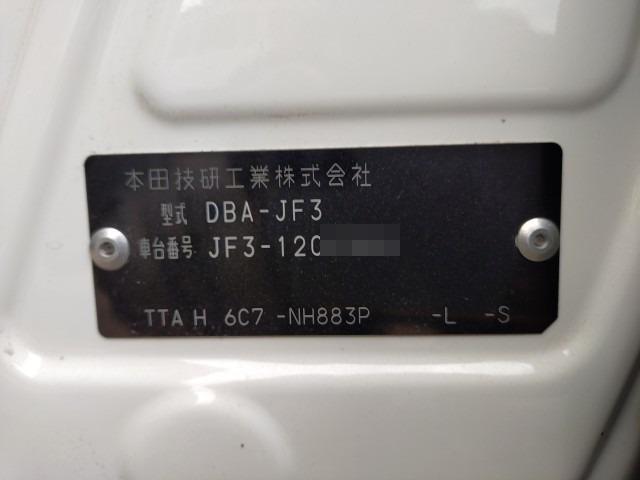 本田技研工業株式会社
型式 DBA-JF3
車台番号 JF3-120
TTA H 6C7 -NH883P -L -S